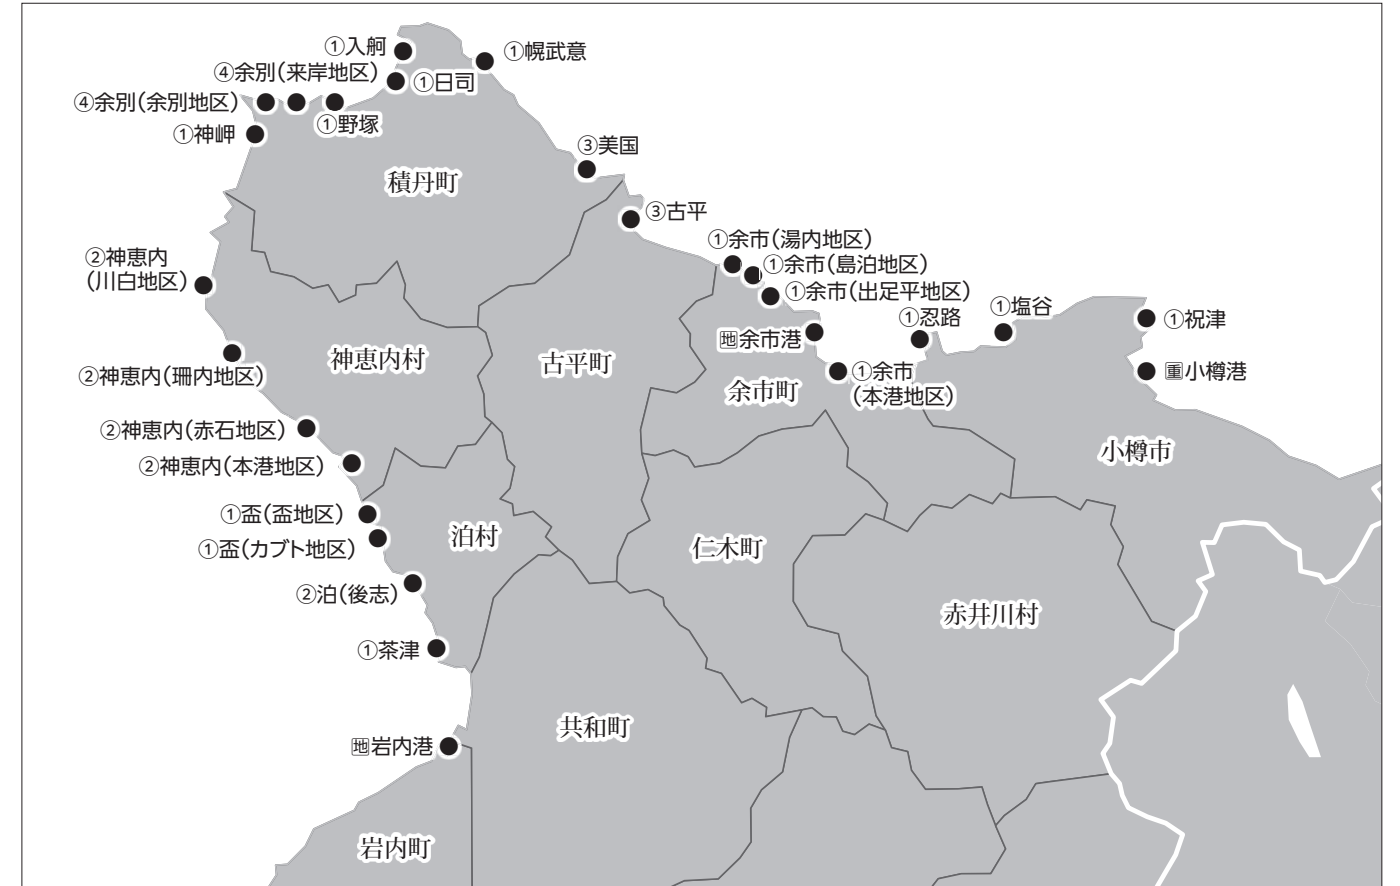 ①入舸
①幌武意
④余別(来岸地区)
①日司
④余別(余別地区)
①野塚
①神岬
③美国
積丹町
③古平
①余市(湯内地区)
②神恵内
(川白地区)
①余市(島泊地区)
①余市(出足平地区)
①塩谷
①忍路
①祝津
地余市港
神恵内村
古平町
②神恵内(珊内地区)
①余市
(本港地区)
重小樽港
余市町
②神恵内(赤石地区)
小樽市
②神恵内(本港地区)
①盃(盃地区)
泊村
①盃(カブト地区)
仁木町
②泊(後志)
赤井川村
①茶津
共和町
地岩内港
岩内町